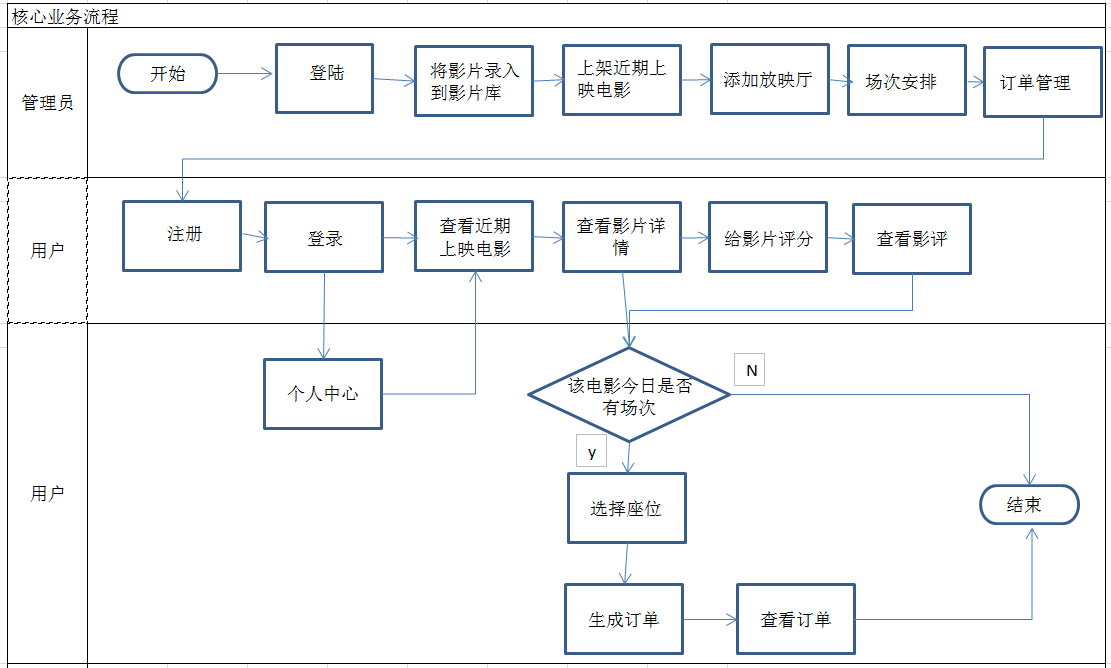 核心业务流程
管理员
开始
登陆
将影片录入
到影片库
上架近期上
映电影
添加放映厅
场次安排
订单管理
用户
注册
登录
查看近期
上映电影
查看影片详
情
给影片评分
查看影评
用户
个人中心
该电影今日是否
有场次
N
y
选择座位
结束
生成订单
查看订单